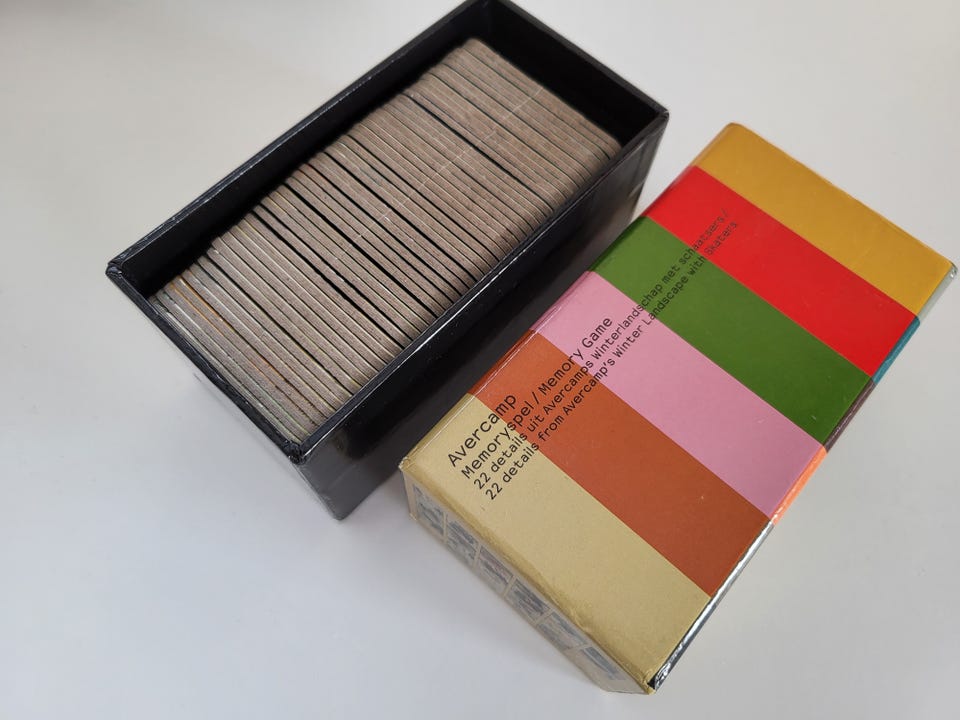 Avercamp
Memoryspel / Memory Game
22 details uit Avercamps Winterlandschap met schaatsers /
22 details from Avercamp's Winter Landscape with Skaters